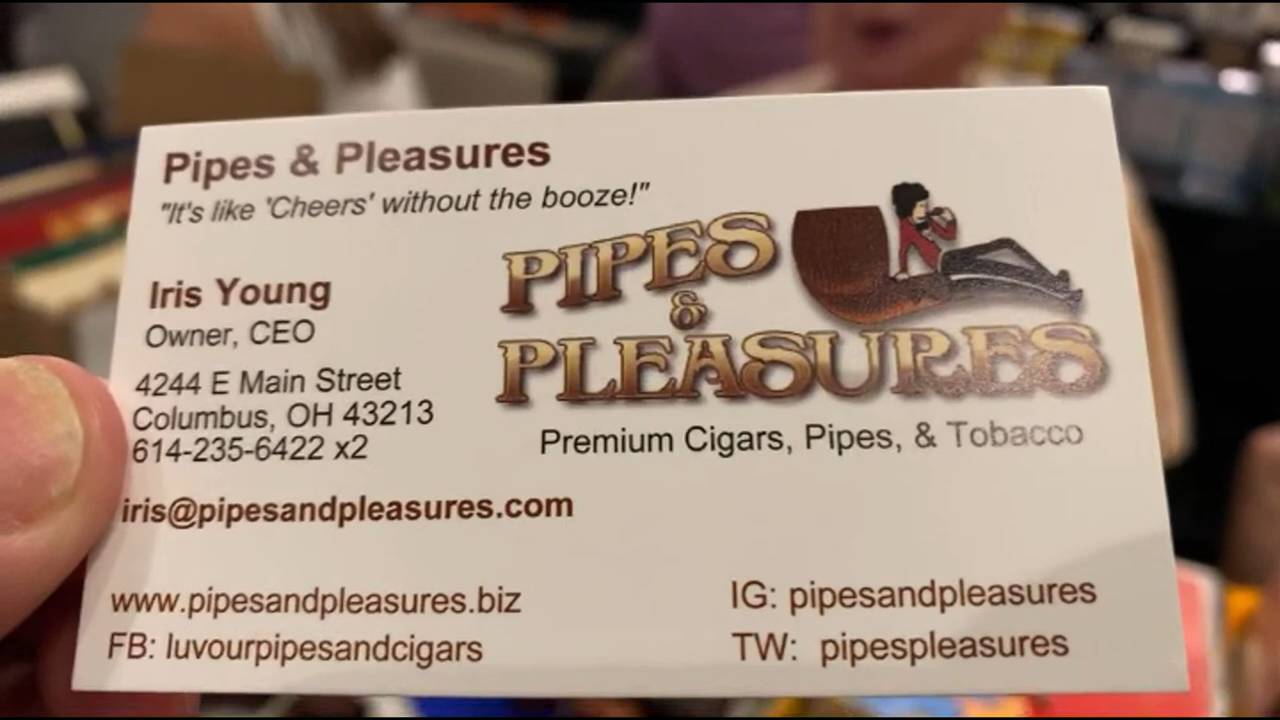 Pipes & Pleasures
"It's like 'Cheers' without the booze!"
PIPES
&
PLEASURES
Premium Cigars, Pipes, & Tobacco
Iris Young
Owner, CEO
4244 E Main Street
Columbus, OH 43213
614-235-6422 x2
iris@pipesandpleasures.com
www.pipesandpleasures.biz
FB: luvourpipesandcigars
IG: pipesandpleasures
TW: pipespleasures